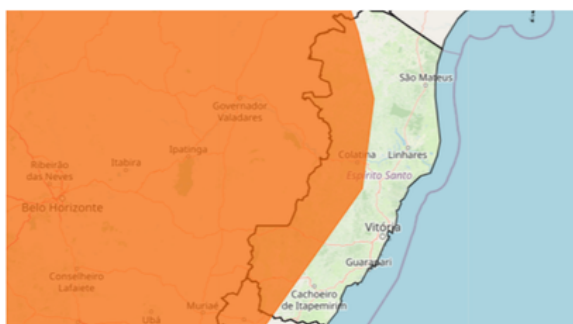 São Mateus
Governador
Valadares
Ipatinga
Colatina
Linhares
Itabira
Ribeirão
das Neves
Espírito Santo
Belo Horizonte
Vitória
Guarapari
Conselheiro
Lafaiete
Cachoeiro
de Itapemirim
Muriaé
Ubá